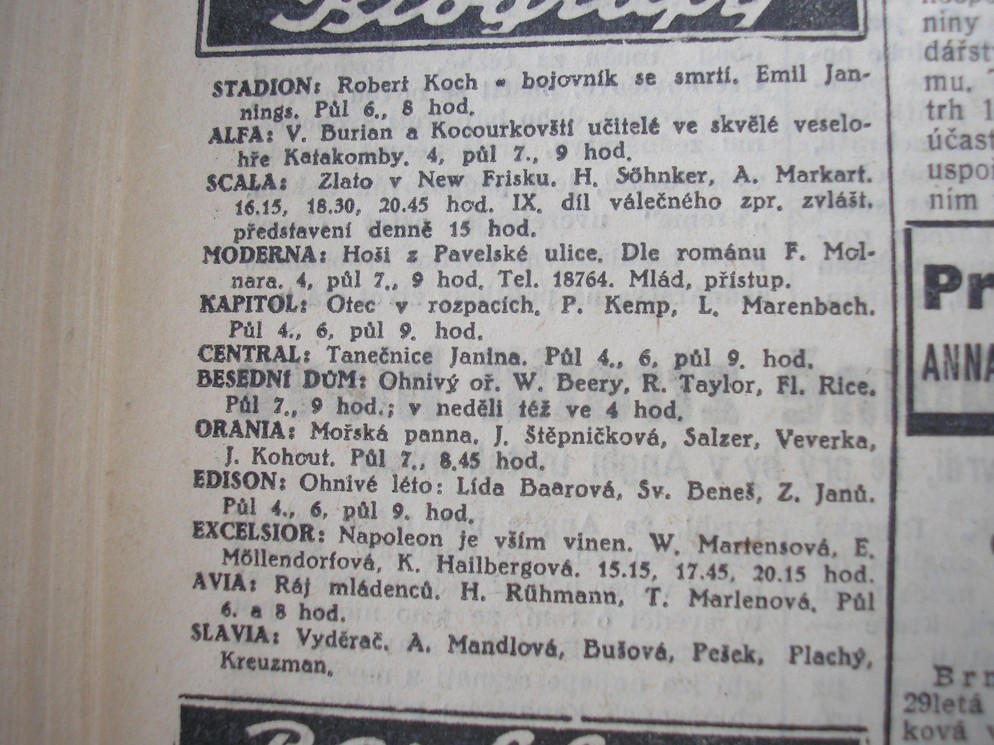 Biografy
STADION: Robert Koch - bojovník se smrtí. Emil Jan-
nings. Půl 6., 8 hod.
ALFA: V. Burian a Kocourkovští učitelé ve skvělé veselo-
hře Katakomby. 4, půl 7., 9 hod.
SCALA: Zlato v New Frisku. H. Söhnker, A. Markart.
16.15, 18.30, 20.45 hod. IX. díl válečného zpr. zvlášt.
představení denně 15 hod.
MODERNA: Hoši z Pavelské ulice. Dle románu F. Mol-
nara. 4, půl 7., 9 hod. Tel. 18764. Mlád. přístup.
KAPITOL: Otec v rozpacích. P. Kemp, L. Marenbach.
Půl 4., 6, půl 9. hod.
CENTRAL: Tanečnice Janina. Půl 4., 6, půl 9. hod.
BESEDNÍ DŮM: Ohnivý oř. W. Beery, R. Taylor, Fl. Rice.
Půl 7., 9 hod.; v neděli též ve 4 hod.
ORANIA: Mořská panna. J. Štěpničková, Salzer, Veverka,
J. Kohout. Půl 7., 8.45 hod.
EDISON: Ohnivé léto: Lída Baarová, Sv. Beneš, Z. Janů.
Půl 4., 6, půl 9. hod.
EXCELSIOR: Napoleon je vším vinen. W. Martensová, E.
Möllendorfová, K. Hailbergová. 15.15, 17.45, 20.15 hod.
AVIA: Ráj mládenců. H. Rühmann, T. Marlenová. Půl
6. a 8 hod.
SLAVIA: Vyděrač. A. Mandlová, Bušová, Pešek, Plachý,
Kreuzman.
niny
dářst
mu.
trh 1
účast
uspoř
ním
Pr
ANNA
Brn
29letá
ková v